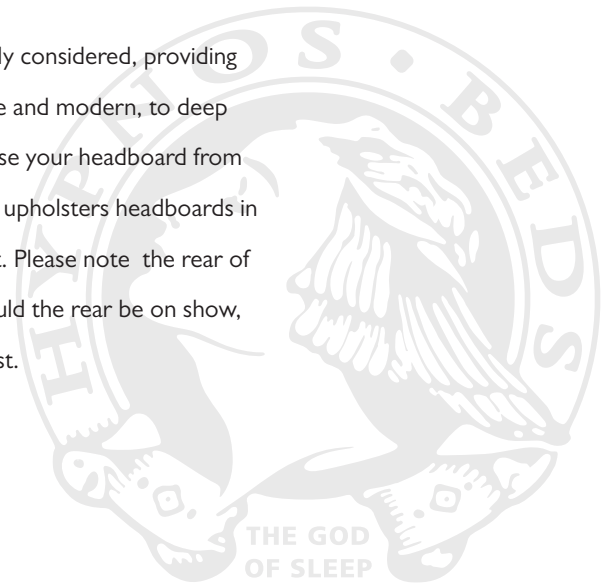 ly considered, providing
e and modern, to deep
se your headboard from
upholsters headboards in
. Please note the rear of
uld the rear be on show,
st.
HYPNOS • BEDS
THE GOD
OF SLEEP